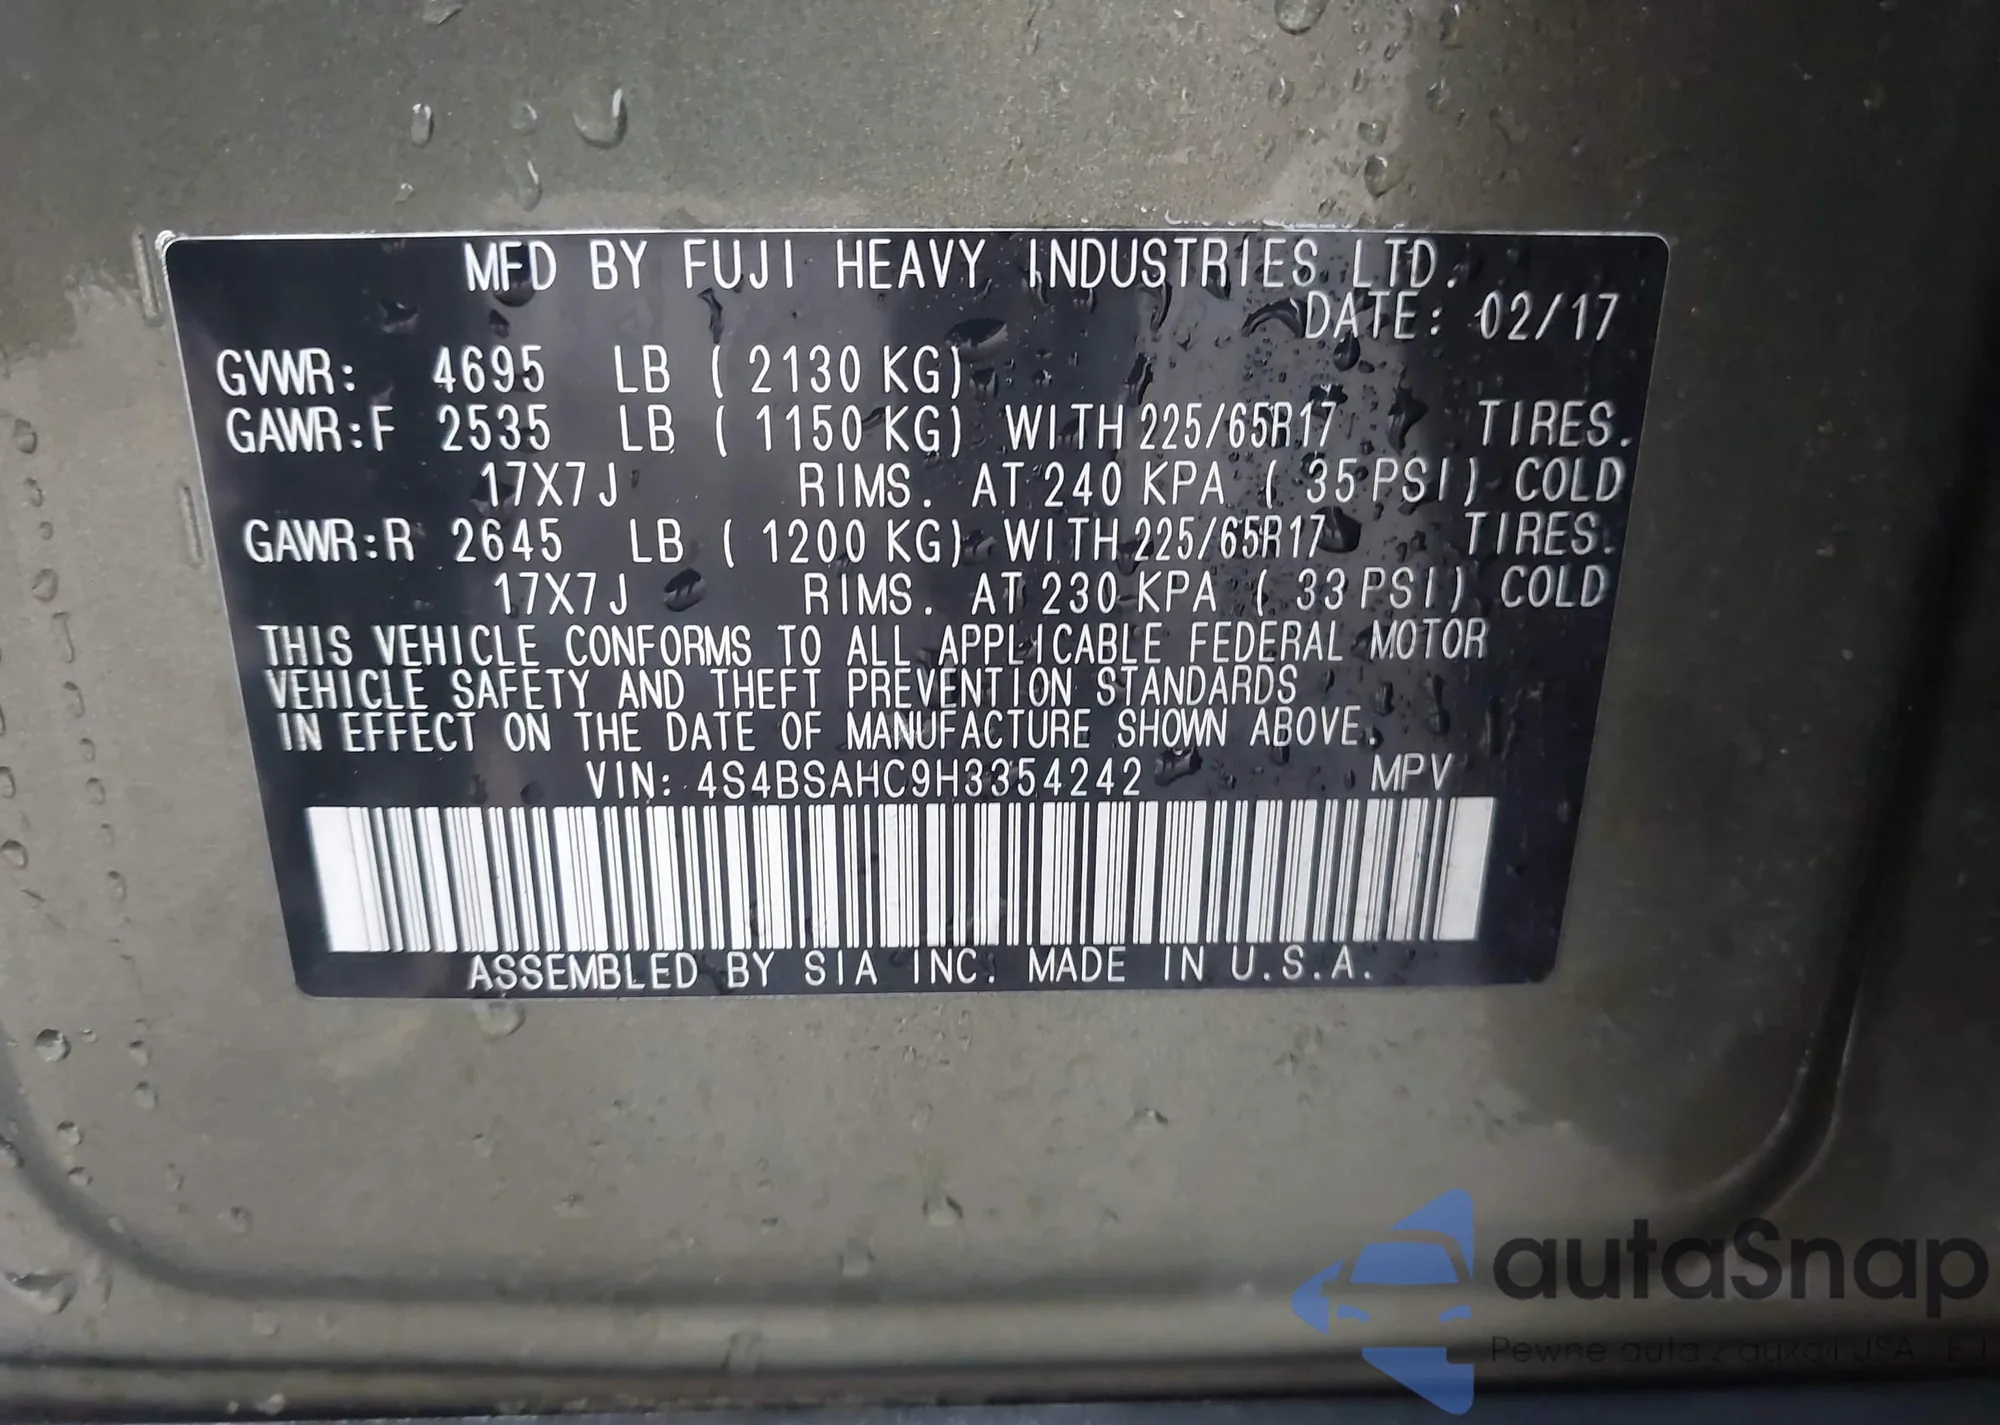 MFD BY FUJI HEAVY INDUSTRIES LTD.
DATE: 02/17
GVWR: 4695 LB ( 2130 KG)
GAWR:F 2535 LB ( 1150 KG) WITH 225/65R17 TIRES.
17X7J RIMS. AT 240 KPA ( 35 PSI) COLD
GAWR:R 2645 LB ( 1200 KG) WITH 225/65R17 TIRES.
17X7J RIMS. AT 230 KPA ( 33 PSI) COLD
THIS VEHICLE CONFORMS TO ALL APPLICABLE FEDERAL MOTOR
VEHICLE SAFETY AND THEFT PREVENTION STANDARDS
IN EFFECT ON THE DATE OF MANUFACTURE SHOWN ABOVE.
VIN: 4S4BSAHC9H3354242 MPV
ASSEMBLED BY SIA INC. MADE IN U.S.A.
autaSnap
Pewne auta z aukcji USA